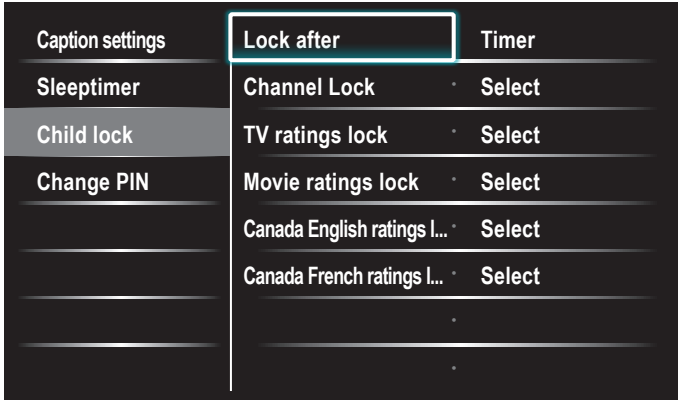 Caption settings Lock after Timer
Sleeptimer Channel Lock Select
Child lock TV ratings lock Select
Change PIN Movie ratings lock Select
Canada English ratings l... Select
Canada French ratings l... Select